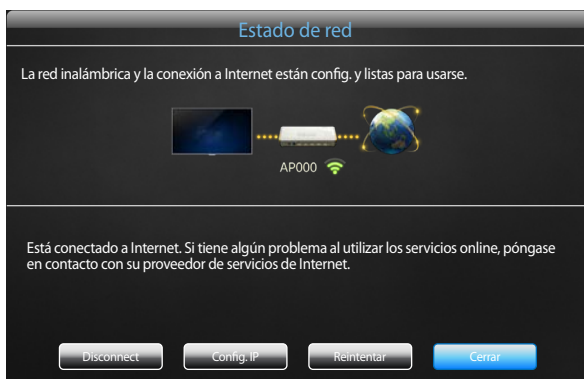 Estado de red
La red inalámbrica y la conexión a Internet están config. y listas para usarse.
AP000
Está conectado a Internet. Si tiene algún problema al utilizar los servicios online, póngase
en contacto con su proveedor de servicios de Internet.
Disconnect Config. IP Reintentar Cerrar